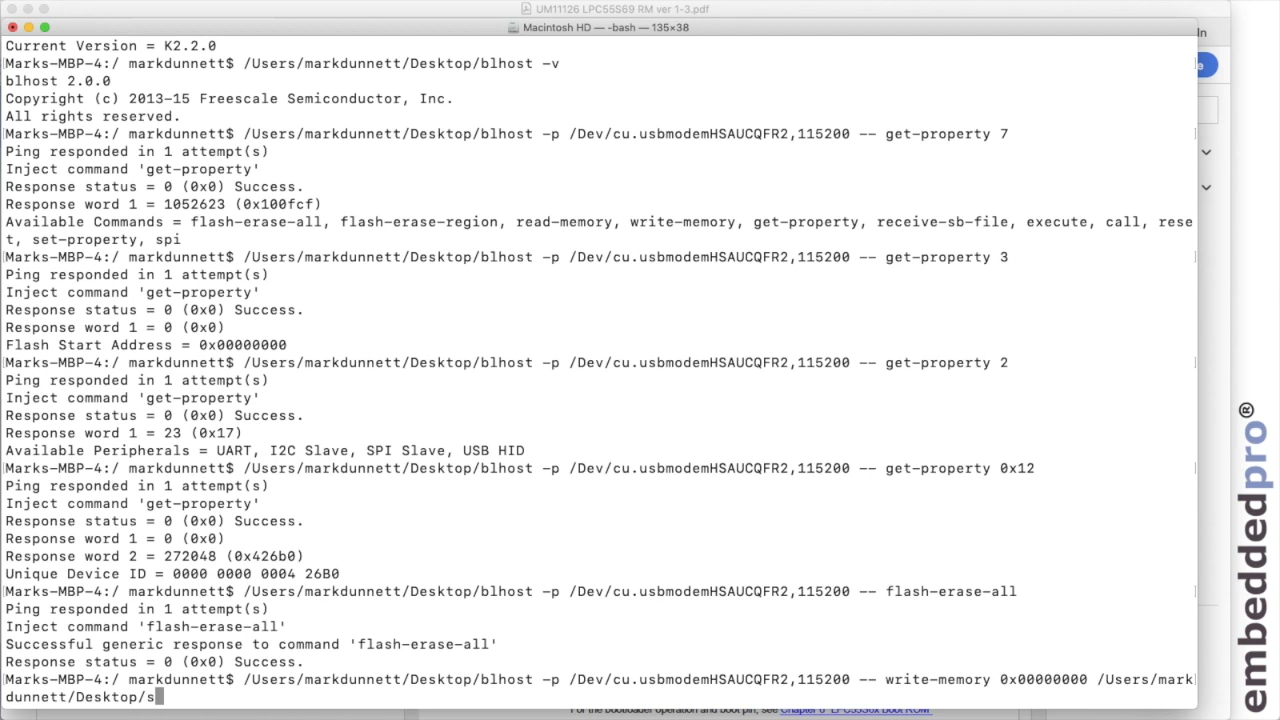 UM11126 LPC55S69 RM ver 1-3.pdf
Macintosh HD — -bash — 135×38
Current Version = K2.2.0
Marks-MBP-4:/ markdunnett$ /Users/markdunnett/Desktop/blhost -v
blhost 2.0.0
Copyright (c) 2013-15 Freescale Semiconductor, Inc.
All rights reserved.
Marks-MBP-4:/ markdunnett$ /Users/markdunnett/Desktop/blhost -p /Dev/cu.usbmodemHSAUCQFR2,115200 -- get-property 7
Ping responded in 1 attempt(s)
Inject command 'get-property'
Response status = 0 (0x0) Success.
Response word 1 = 1052623 (0x100fcf)
Available Commands = flash-erase-all, flash-erase-region, read-memory, write-memory, get-property, receive-sb-file, execute, call, rese
t, set-property, spi
Marks-MBP-4:/ markdunnett$ /Users/markdunnett/Desktop/blhost -p /Dev/cu.usbmodemHSAUCQFR2,115200 -- get-property 3
Ping responded in 1 attempt(s)
Inject command 'get-property'
Response status = 0 (0x0) Success.
Response word 1 = 0 (0x0)
Flash Start Address = 0x00000000
Marks-MBP-4:/ markdunnett$ /Users/markdunnett/Desktop/blhost -p /Dev/cu.usbmodemHSAUCQFR2,115200 -- get-property 2
Ping responded in 1 attempt(s)
Inject command 'get-property'
Response status = 0 (0x0) Success.
Response word 1 = 23 (0x17)
Available Peripherals = UART, I2C Slave, SPI Slave, USB HID
Marks-MBP-4:/ markdunnett$ /Users/markdunnett/Desktop/blhost -p /Dev/cu.usbmodemHSAUCQFR2,115200 -- get-property 0x12
Ping responded in 1 attempt(s)
Inject command 'get-property'
Response status = 0 (0x0) Success.
Response word 1 = 0 (0x0)
Response word 2 = 272048 (0x426b0)
Unique Device ID = 0000 0000 0004 26B0
Marks-MBP-4:/ markdunnett$ /Users/markdunnett/Desktop/blhost -p /Dev/cu.usbmodemHSAUCQFR2,115200 -- flash-erase-all
Ping responded in 1 attempt(s)
Inject command 'flash-erase-all'
Successful generic response to command 'flash-erase-all'
Response status = 0 (0x0) Success.
Marks-MBP-4:/ markdunnett$ /Users/markdunnett/Desktop/blhost -p /Dev/cu.usbmodemHSAUCQFR2,115200 -- write-memory 0x00000000 /Users/mark
dunnett/Desktop/s
For the bootloader operation and boot pin, see Chapter 6 "LPC55S6x Boot ROM"
embeddedpro®